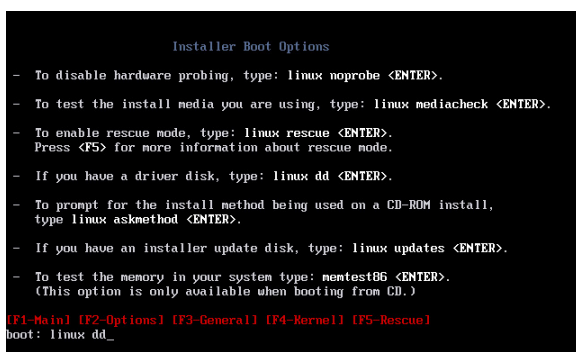 Installer Boot Options
- To disable hardware probing, type: linux noprobe <ENTER>.
- To test the install media you are using, type: linux mediacheck <ENTER>.
- To enable rescue mode, type: linux rescue <ENTER>.
Press <F5> for more information about rescue mode.
- If you have a driver disk, type: linux dd <ENTER>.
- To prompt for the install method being used on a CD-ROM install,
type linux askmethod <ENTER>.
- If you have an installer update disk, type: linux updates <ENTER>.
- To test the memory in your system type: memtest86 <ENTER>.
(This option is only available when booting from CD.)
[F1-Main] [F2-Options] [F3-General] [F4-Kernel] [F5-Rescue]
boot: linux dd_